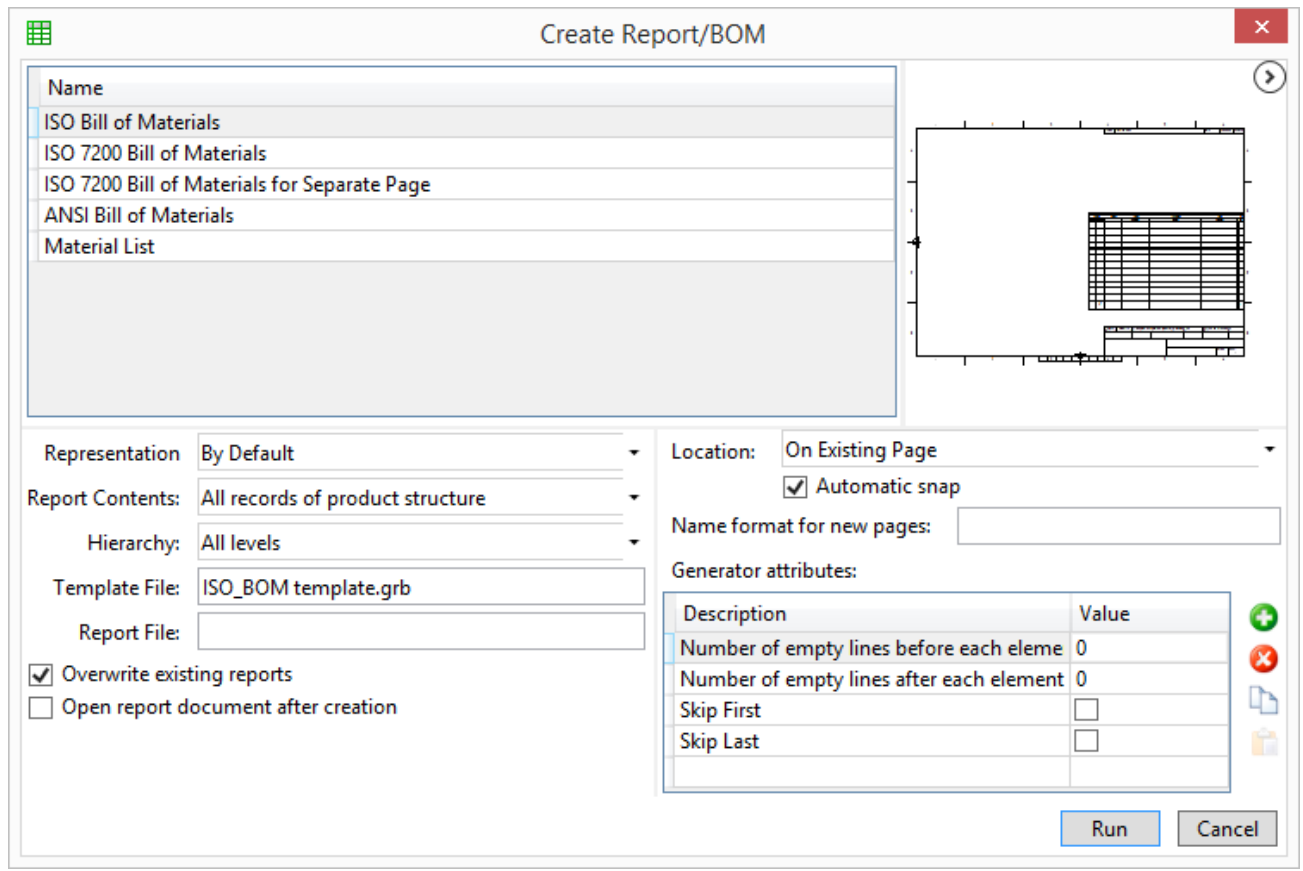 Create Report/BOM
Name
ISO Bill of Materials
ISO 7200 Bill of Materials
ISO 7200 Bill of Materials for Separate Page
ANSI Bill of Materials
Material List
Representation By Default
Report Contents: All records of product structure
Hierarchy: All levels
Template File: ISO_BOM template.grb
Report File:
Overwrite existing reports
Open report document after creation
Location: On Existing Page
Automatic snap
Name format for new pages:
Generator attributes:
Description Value
Number of empty lines before each eleme 0
Number of empty lines after each element 0
Skip First
Skip Last
Run Cancel